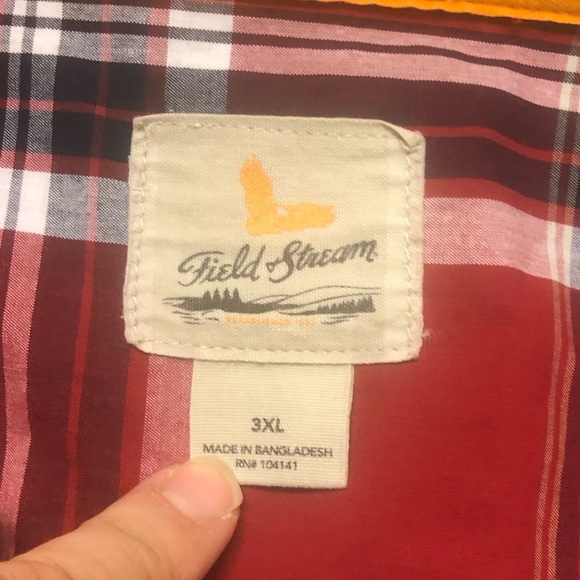 Field & Stream
3XL
MADE IN BANGLADESH
RN# 104141